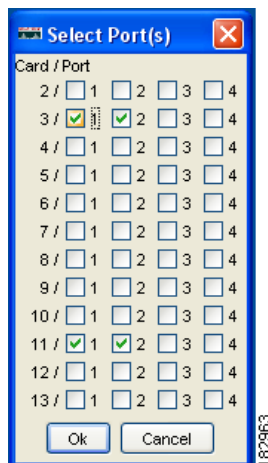 Select Port(s)
Card / Port
2 / 1 2 3 4
3 / 1 2 3 4
4 / 1 2 3 4
5 / 1 2 3 4
6 / 1 2 3 4
7 / 1 2 3 4
8 / 1 2 3 4
9 / 1 2 3 4
10 / 1 2 3 4
11 / 1 2 3 4
12 / 1 2 3 4
13 / 1 2 3 4
Ok Cancel
82963